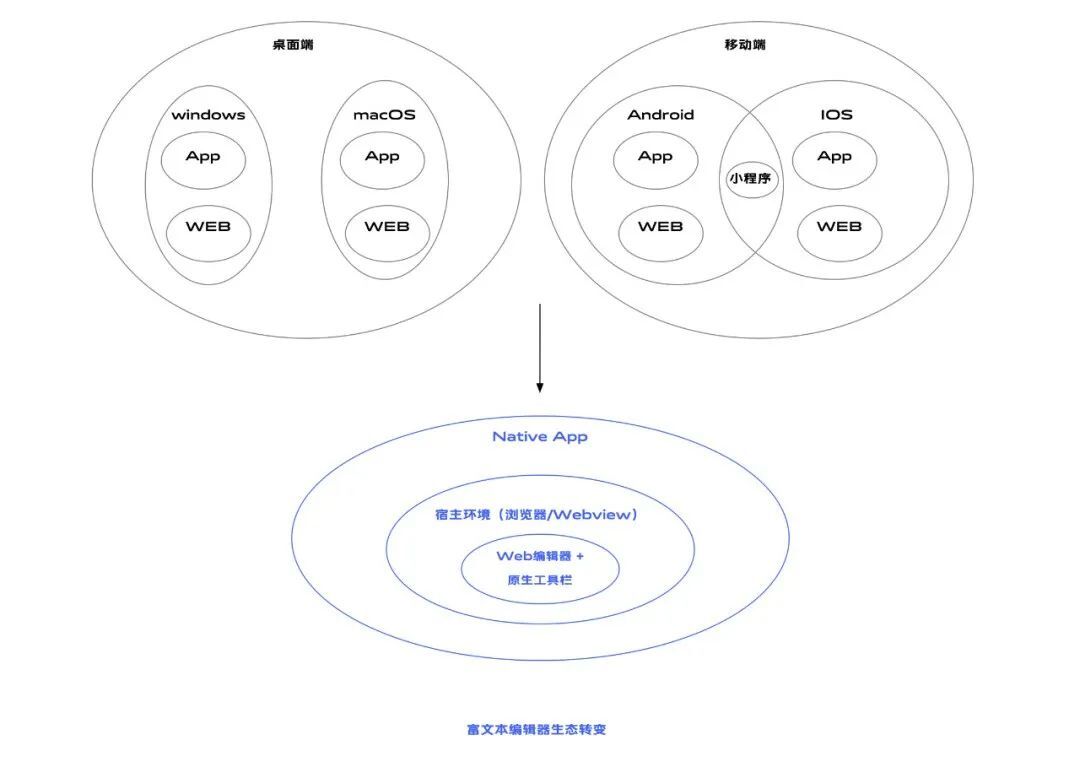 桌面端
移动端
windows
macOS
Android
IOS
App
App
App
App
小程序
WEB
WEB
WEB
WEB
Native App
宿主环境（浏览器/Webview）
Web编辑器 +
原生工具栏
富文本编辑器生态转变